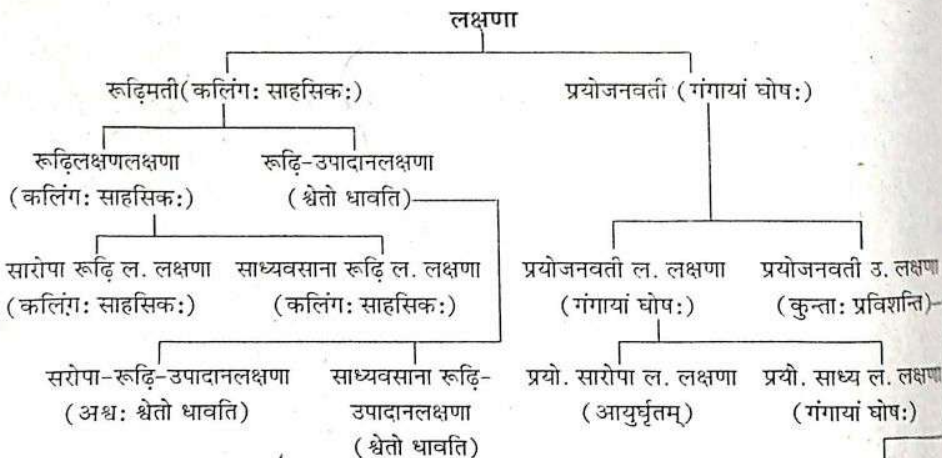 लक्षणा
रूढ़िमती(कलिंग: साहसिक:) प्रयोजनवती (गंगायां घोष:)
रूढ़िलक्षणलक्षणा रूढ़ि-उपादानलक्षणा
(कलिंग: साहसिक:) (श्वेतो धावति)
सारोपा रूढ़ि ल. लक्षणा साध्यवसाना रूढ़ि ल. लक्षणा प्रयोजनवती ल. लक्षणा प्रयोजनवती उ. लक्षणा
(कलिंग: साहसिक:) (कलिंग: साहसिक:) (गंगायां घोष:) (कुन्ता: प्रविशन्ति)
सरोपा-रूढ़ि-उपादानलक्षणा साध्यवसाना रूढ़ि- प्रयो. सारोपा ल. लक्षणा प्रयो. साध्य ल. लक्षणा
(अश्व: श्वेतो धावति) उपादानलक्षणा (आयुर्घृतम्) (गंगायां घोष:)
(श्वेतो धावति)